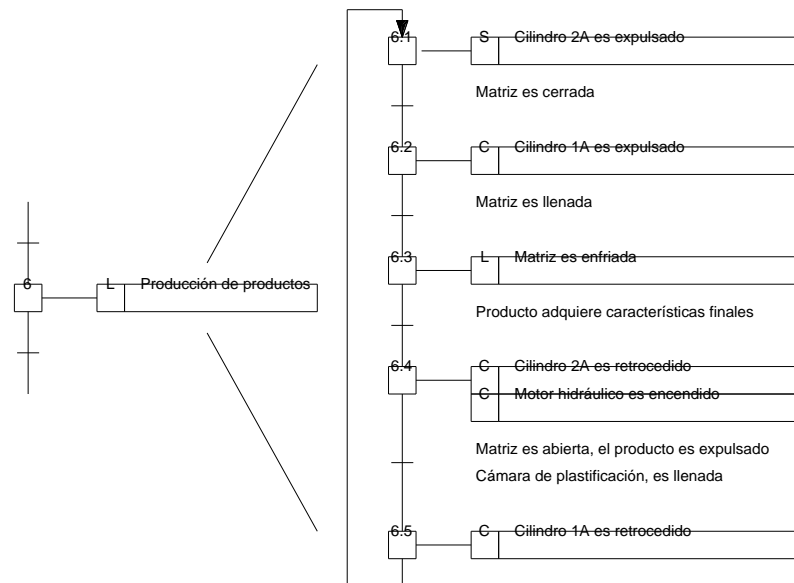 6 L Producción de productos
6.1 S Cilindro 2A es expulsado
Matriz es cerrada
6.2 C Cilindro 1A es expulsado
Matriz es llenada
6.3 L Matriz es enfriada
Producto adquiere características finales
6.4 C Cilindro 2A es retrocedido
C Motor hidráulico es encendido
Matriz es abierta, el producto es expulsado
Cámara de plastificación, es llenada
6.5 C Cilindro 1A es retrocedido